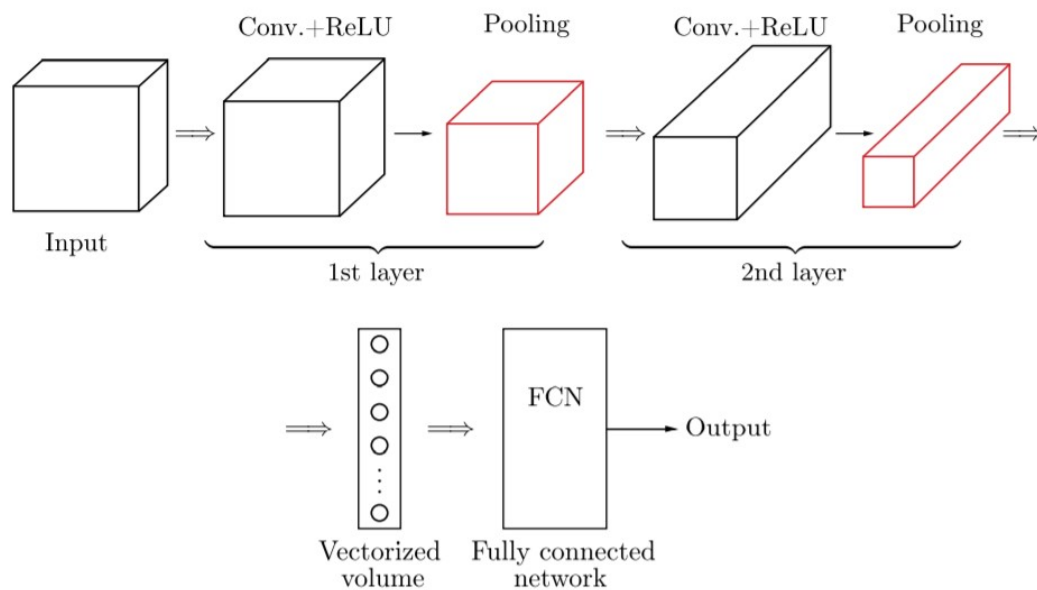 Conv.+ReLU
Pooling
Conv.+ReLU
Pooling
Input
1st layer
2nd layer
FCN
Output
Vectorized
volume
Fully connected
network